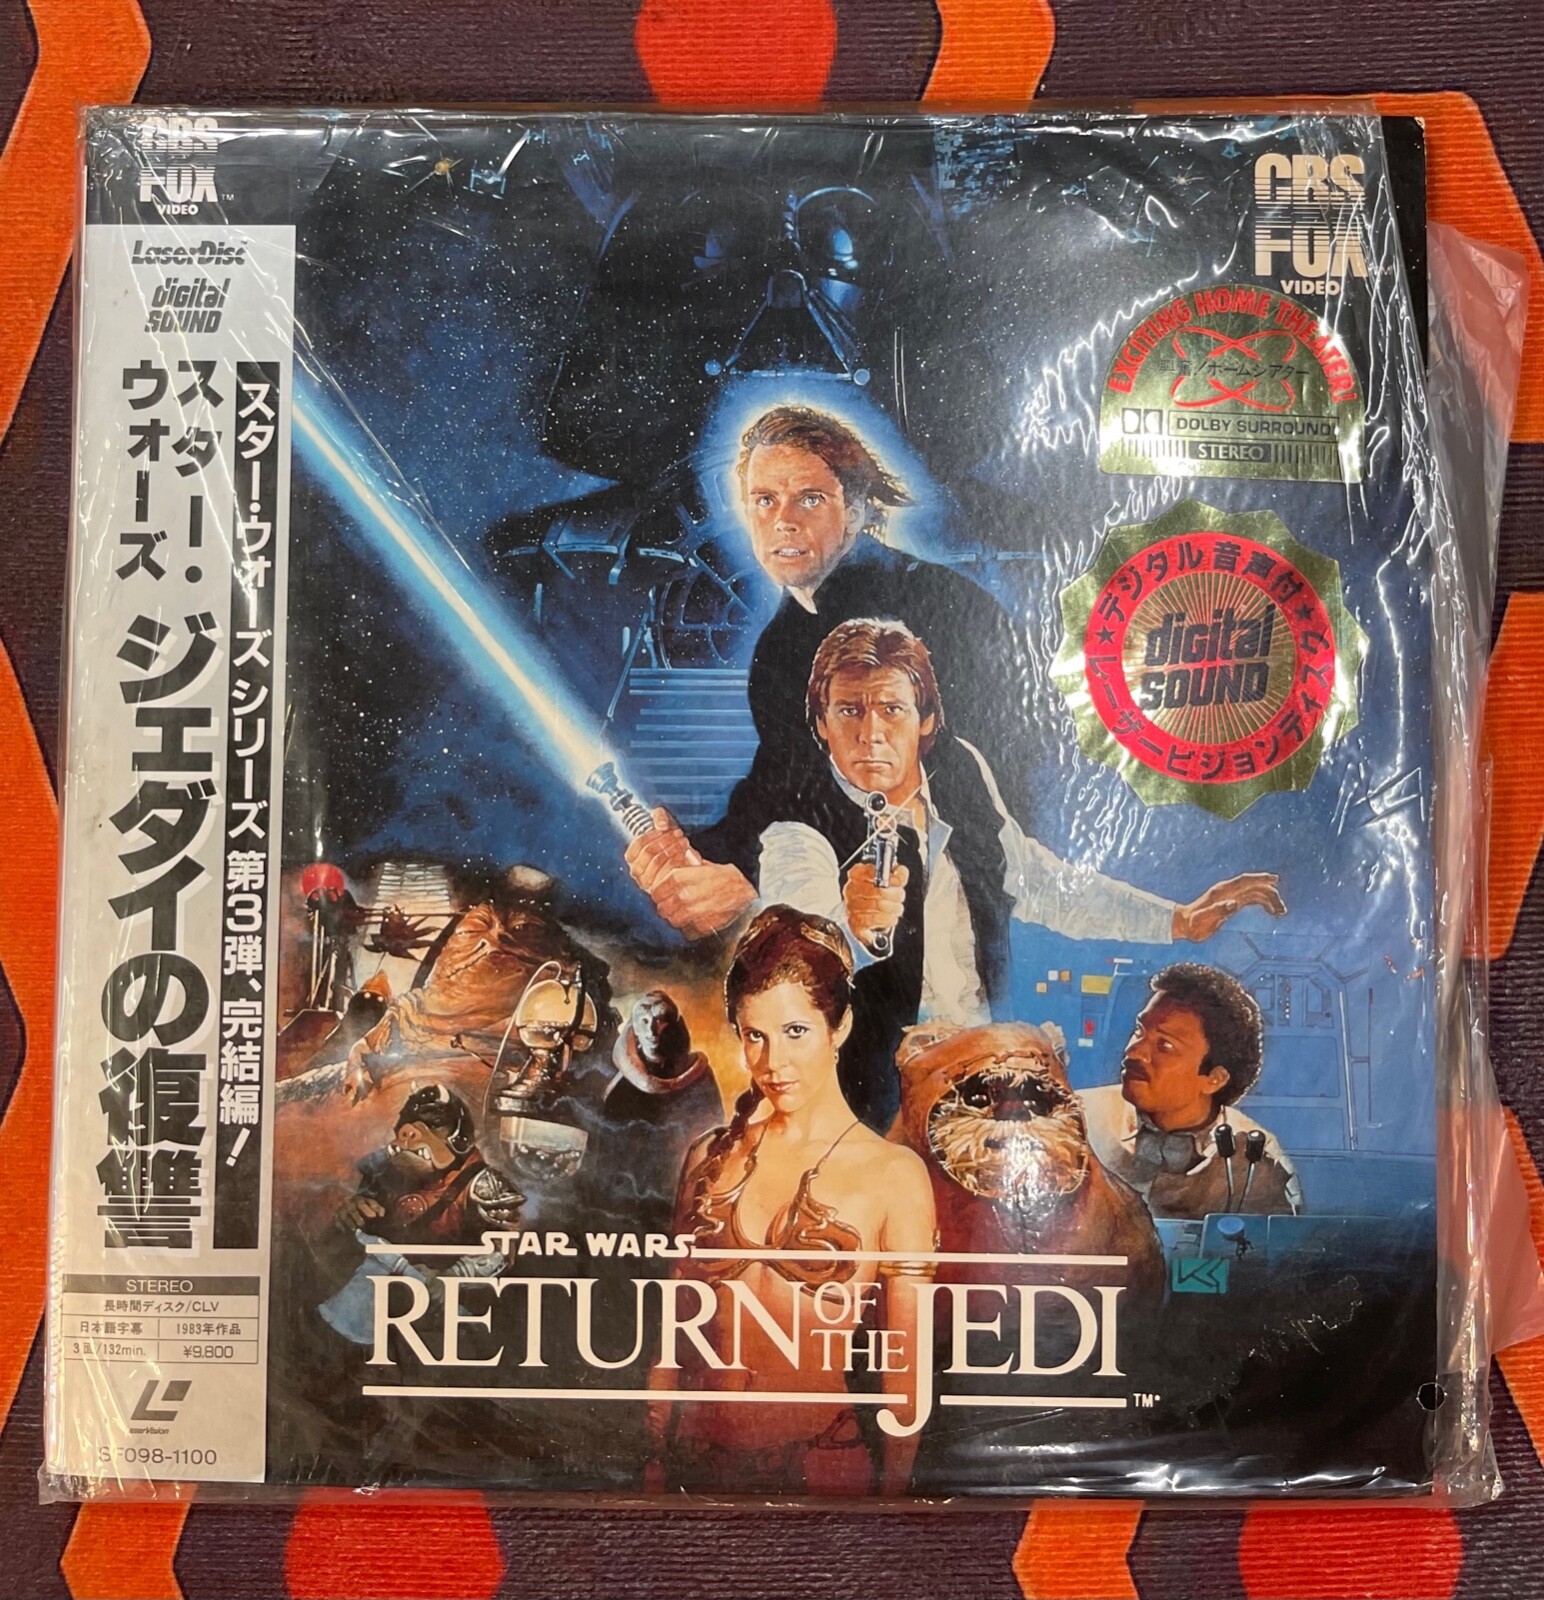 CBS
FOX
VIDEO
TM
LaserDisc
digital
SOUND
スター・ウォーズ シリーズ 第3弾、完結編!
スター・
ウォーズ
ジェダイの復讐
STEREO
長時間ディスク/CLV
日本語字幕
1983年作品
3面/132min.
¥9,800
LaserVision
SF098-1100
CBS
FOX
VIDEO
EXCITING HOME THEATER!
!ホームシアター
DOLBY SURROUND
STEREO
★デジタル音声付★
レーザービジョンディスク
digital
SOUND
STAR WARS
RETURN OF THE JEDI
TM